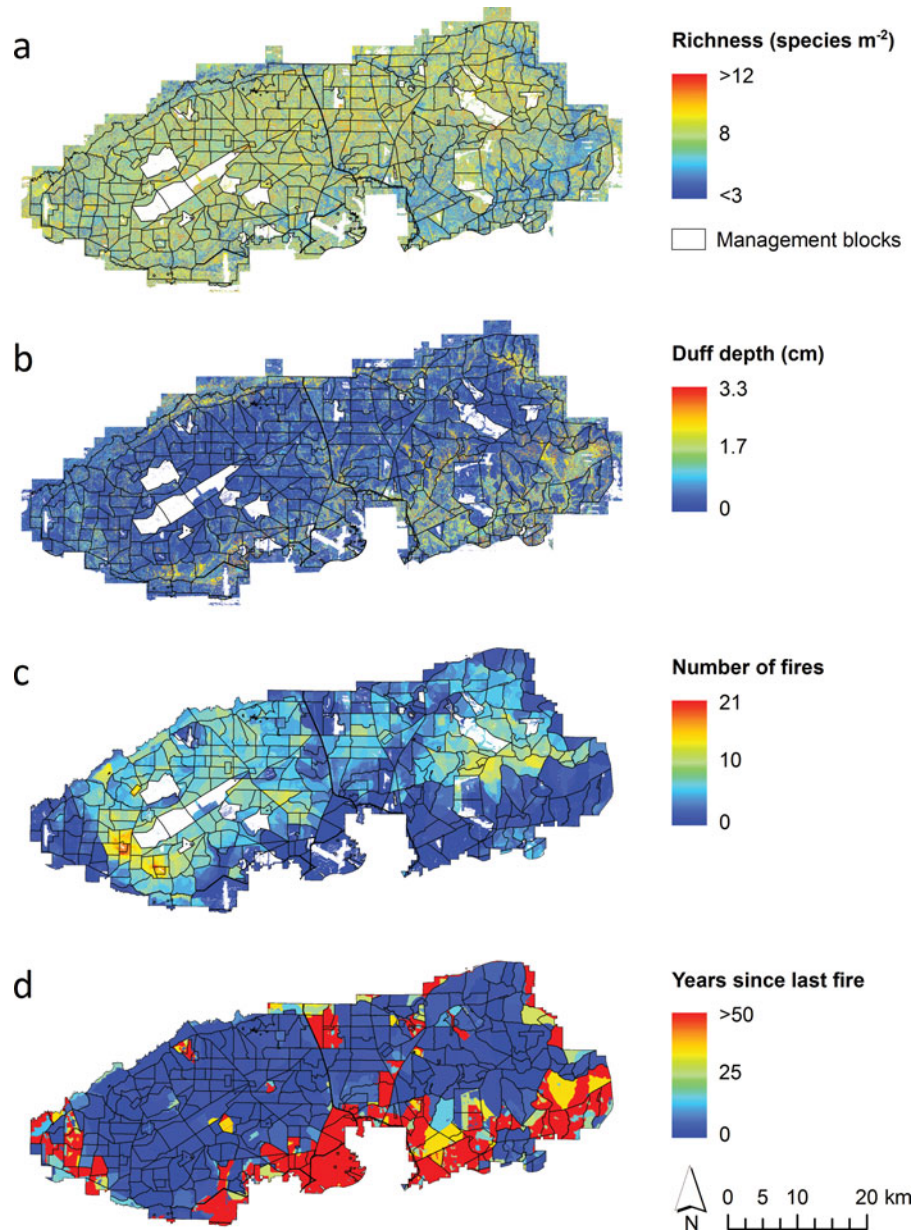 a
Richness (species m⁻²)
>12
8
<3
Management blocks
b
Duff depth (cm)
3.3
1.7
0
c
Number of fires
21
10
0
d
Years since last fire
>50
25
0
N
0 5 10 20 km